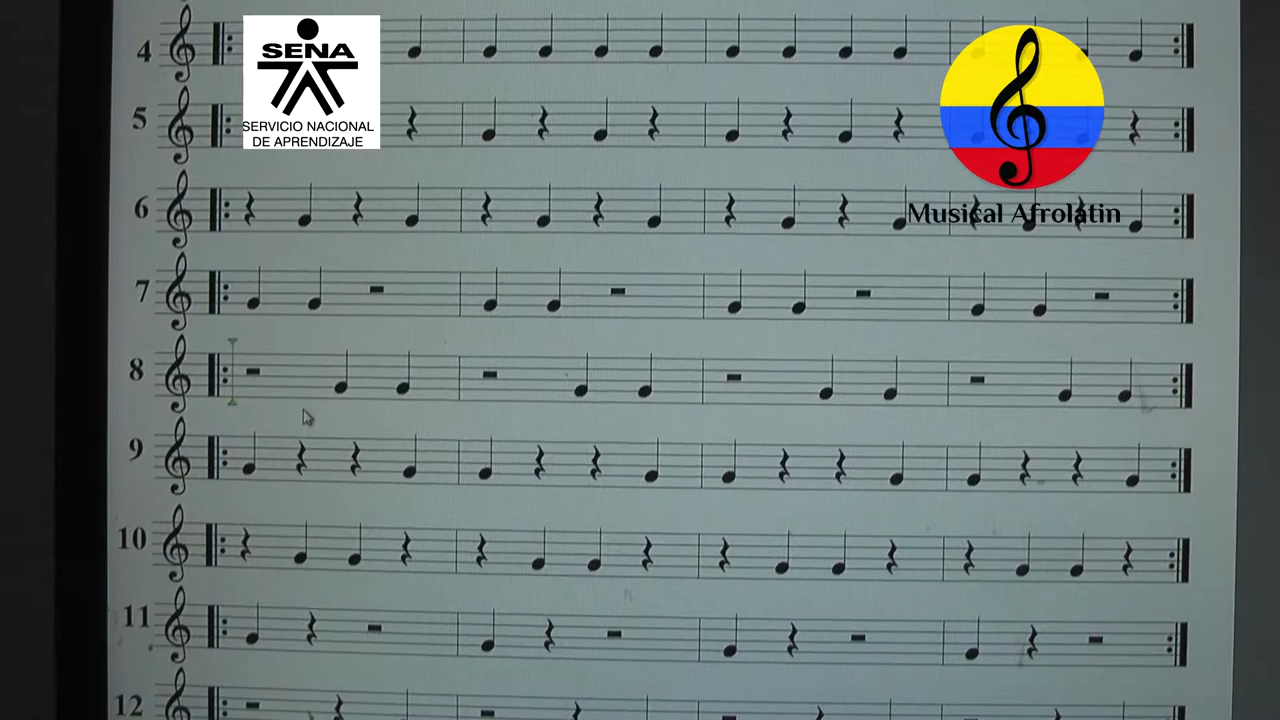 4
SENA
SERVICIO NACIONAL
DE APRENDIZAJE
5
6
Musical Afrolatin
7
8
9
10
11
12